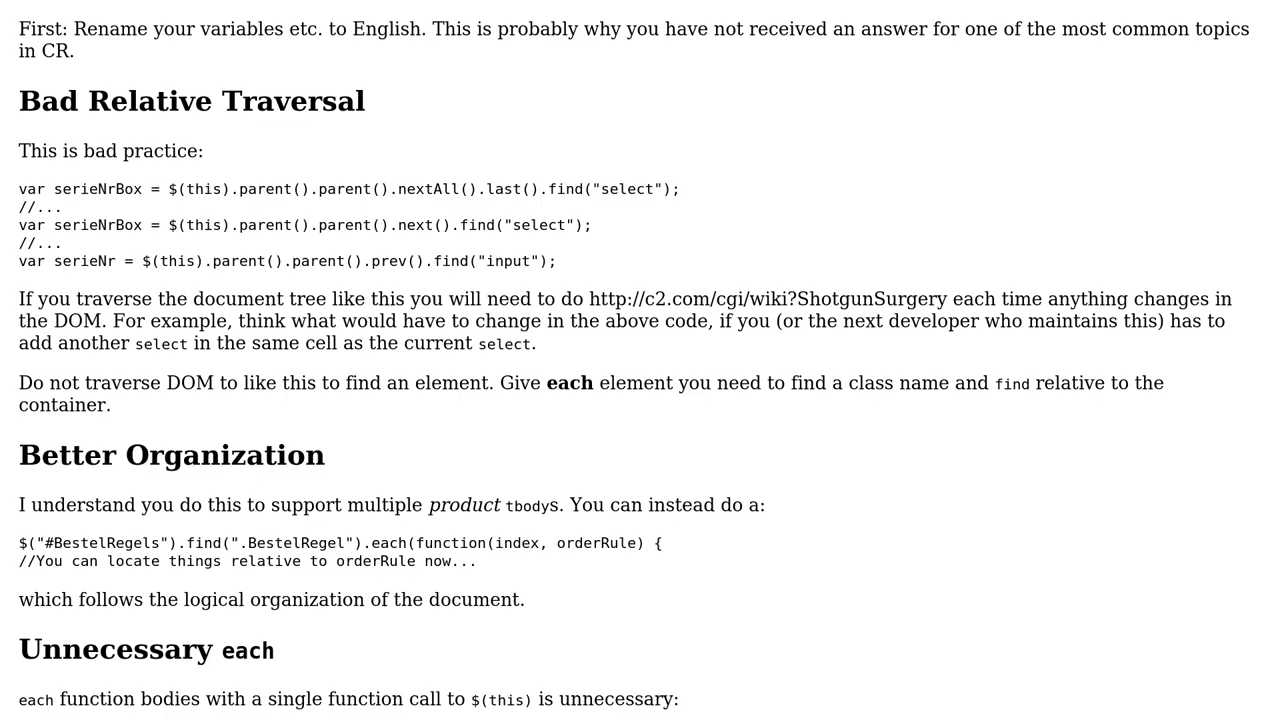 First: Rename your variables etc. to English. This is probably why you have not received an answer for one of the most common topics
in CR.
Bad Relative Traversal
This is bad practice:
var serieNrBox = $(this).parent().parent().nextAll().last().find("select");
//...
var serieNrBox = $(this).parent().parent().next().find("select");
//...
var serieNr = $(this).parent().parent().prev().find("input");
If you traverse the document tree like this you will need to do http://c2.com/cgi/wiki?ShotgunSurgery each time anything changes in
the DOM. For example, think what would have to change in the above code, if you (or the next developer who maintains this) has to
add another select in the same cell as the current select.
Do not traverse DOM to like this to find an element. Give each element you need to find a class name and find relative to the
container.
Better Organization
I understand you do this to support multiple product tbodys. You can instead do a:
$("#BestelRegels").find(".BestelRegel").each(function(index, orderRule) {
//You can locate things relative to orderRule now...
which follows the logical organization of the document.
Unnecessary each
each function bodies with a single function call to $(this) is unnecessary: